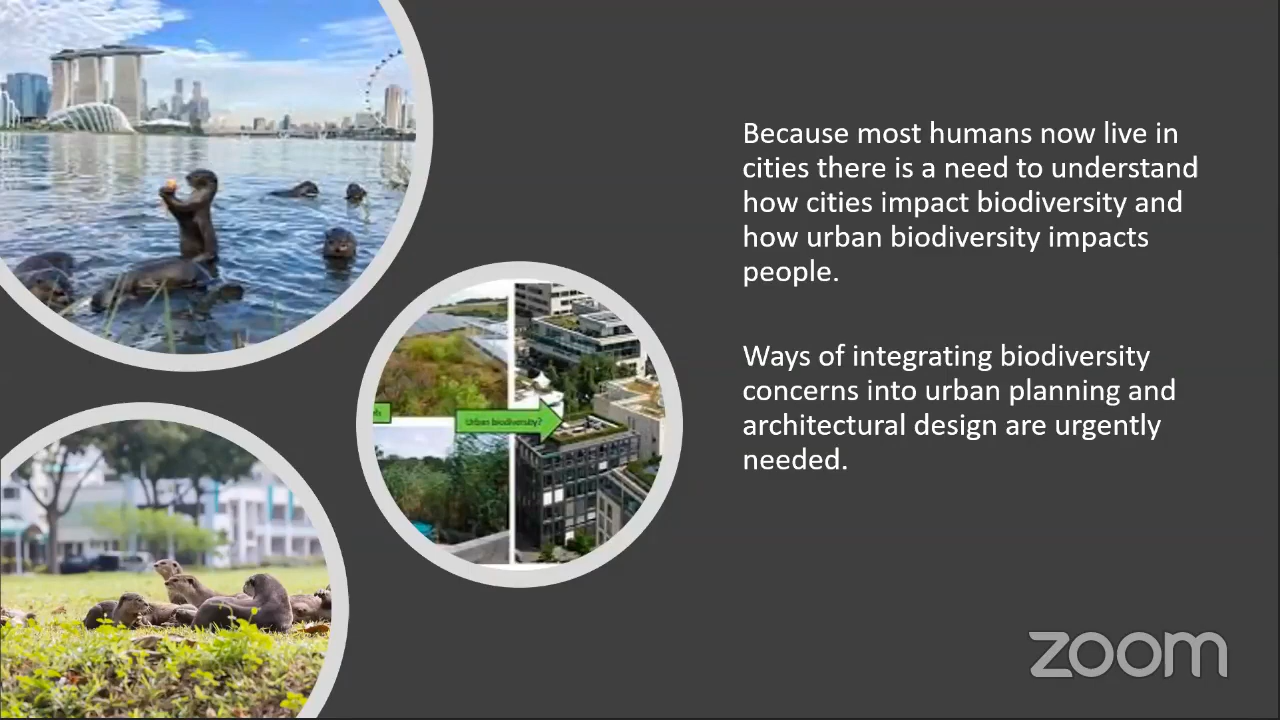 Because most humans now live in
cities there is a need to understand
how cities impact biodiversity and
how urban biodiversity impacts
people.
Ways of integrating biodiversity
concerns into urban planning and
architectural design are urgently
needed.
Urban biodiversity?
zoom